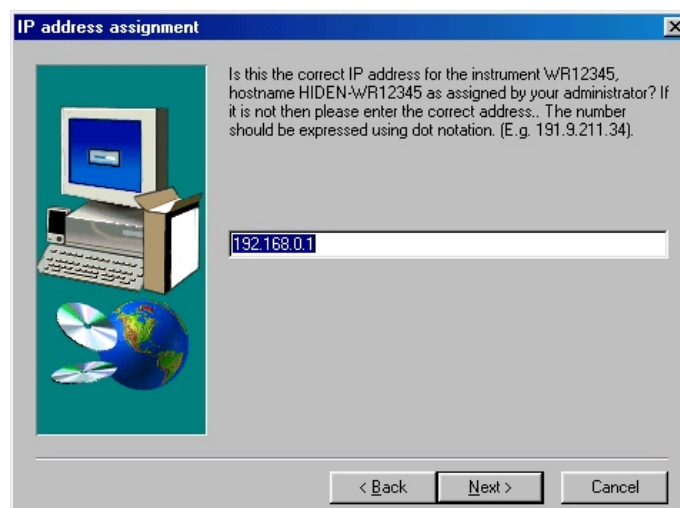 IP address assignment
Is this the correct IP address for the instrument WR12345,
hostname HIDEN-WR12345 as assigned by your administrator? If
it is not then please enter the correct address.. The number
should be expressed using dot notation. (E.g. 191.9.211.34).
192.168.0.1
< Back
Next >
Cancel